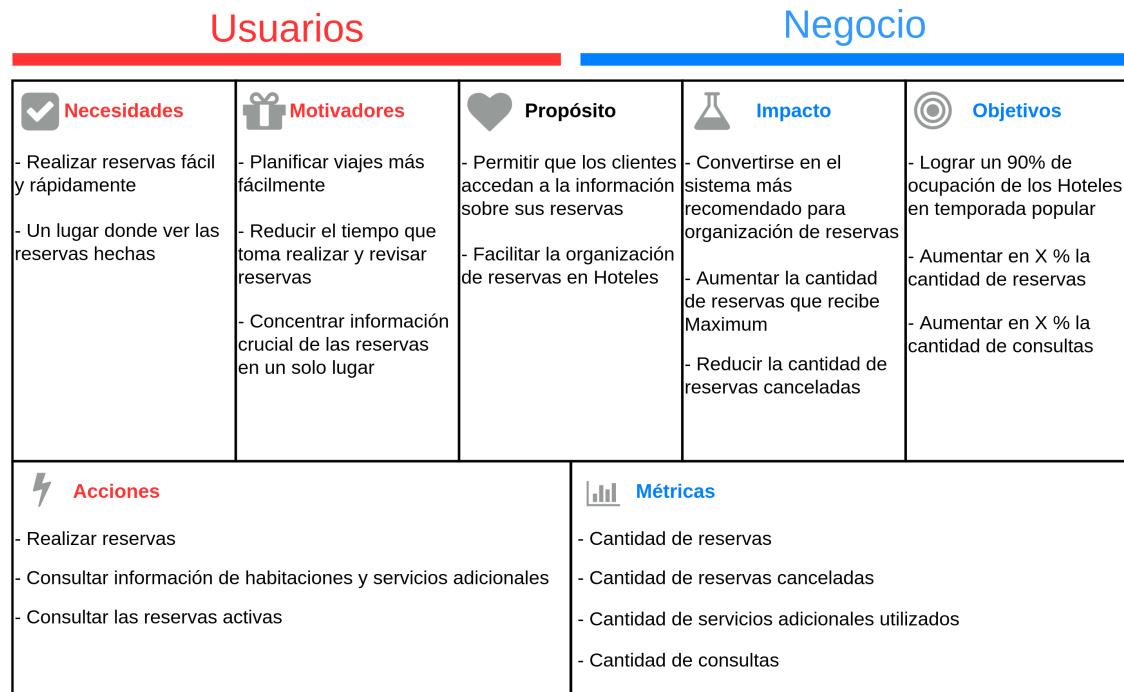 Usuarios
Negocio
Necesidades
- Realizar reservas fácil
y rápidamente
- Un lugar donde ver las
reservas hechas
Motivadores
- Planificar viajes más
fácilmente
- Reducir el tiempo que
toma realizar y revisar
reservas
- Concentrar información
crucial de las reservas
en un solo lugar
Propósito
- Permitir que los clientes
accedan a la información
sobre sus reservas
- Facilitar la organización
de reservas en Hoteles
Impacto
- Convertirse en el
sistema más
recomendado para
organización de reservas
- Aumentar la cantidad
de reservas que recibe
Maximum
- Reducir la cantidad de
reservas canceladas
Objetivos
- Lograr un 90% de
ocupación de los Hoteles
en temporada popular
- Aumentar en X % la
cantidad de reservas
- Aumentar en X % la
cantidad de consultas
Acciones
- Realizar reservas
- Consultar información de habitaciones y servicios adicionales
- Consultar las reservas activas
Métricas
- Cantidad de reservas
- Cantidad de reservas canceladas
- Cantidad de servicios adicionales utilizados
- Cantidad de consultas